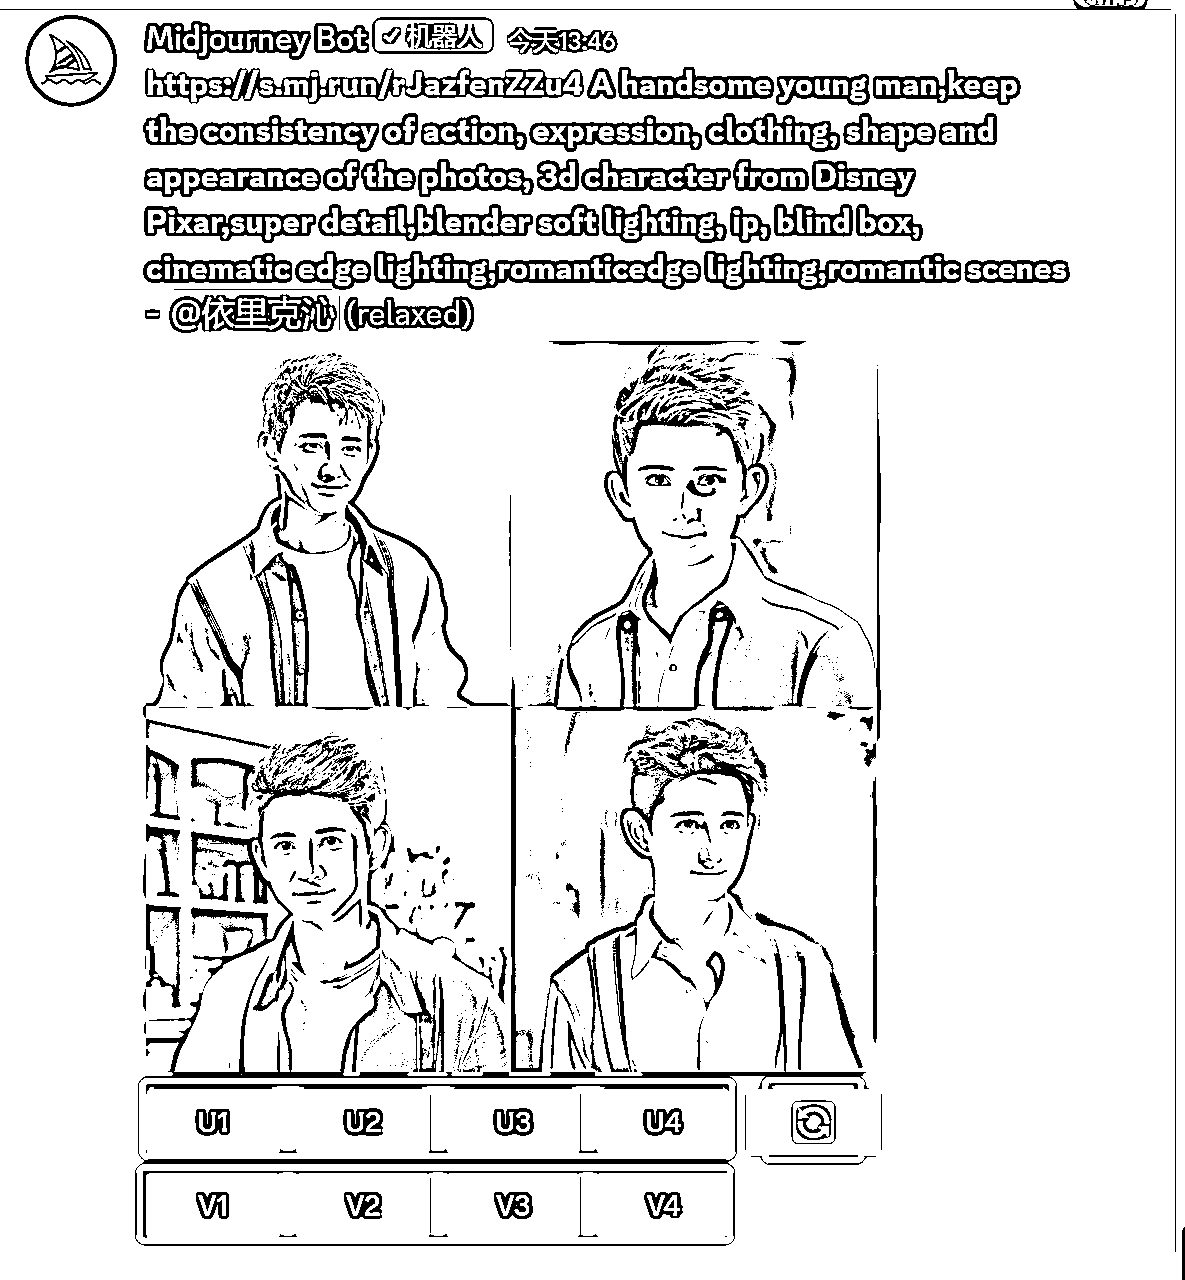 Midjourney Bot ✓机器人 今天13:46
https://s.mj.run/rJazfenZZu4 A handsome young man,keep
the consistency of action, expression, clothing, shape and
appearance of the photos, 3d character from Disney
Pixar,super detail,blender soft lighting, ip, blind box,
cinematic edge lighting,romanticedge lighting,romantic scenes
- @依里克沁 (relaxed)
U1 U2 U3 U4
V1 V2 V3 V4